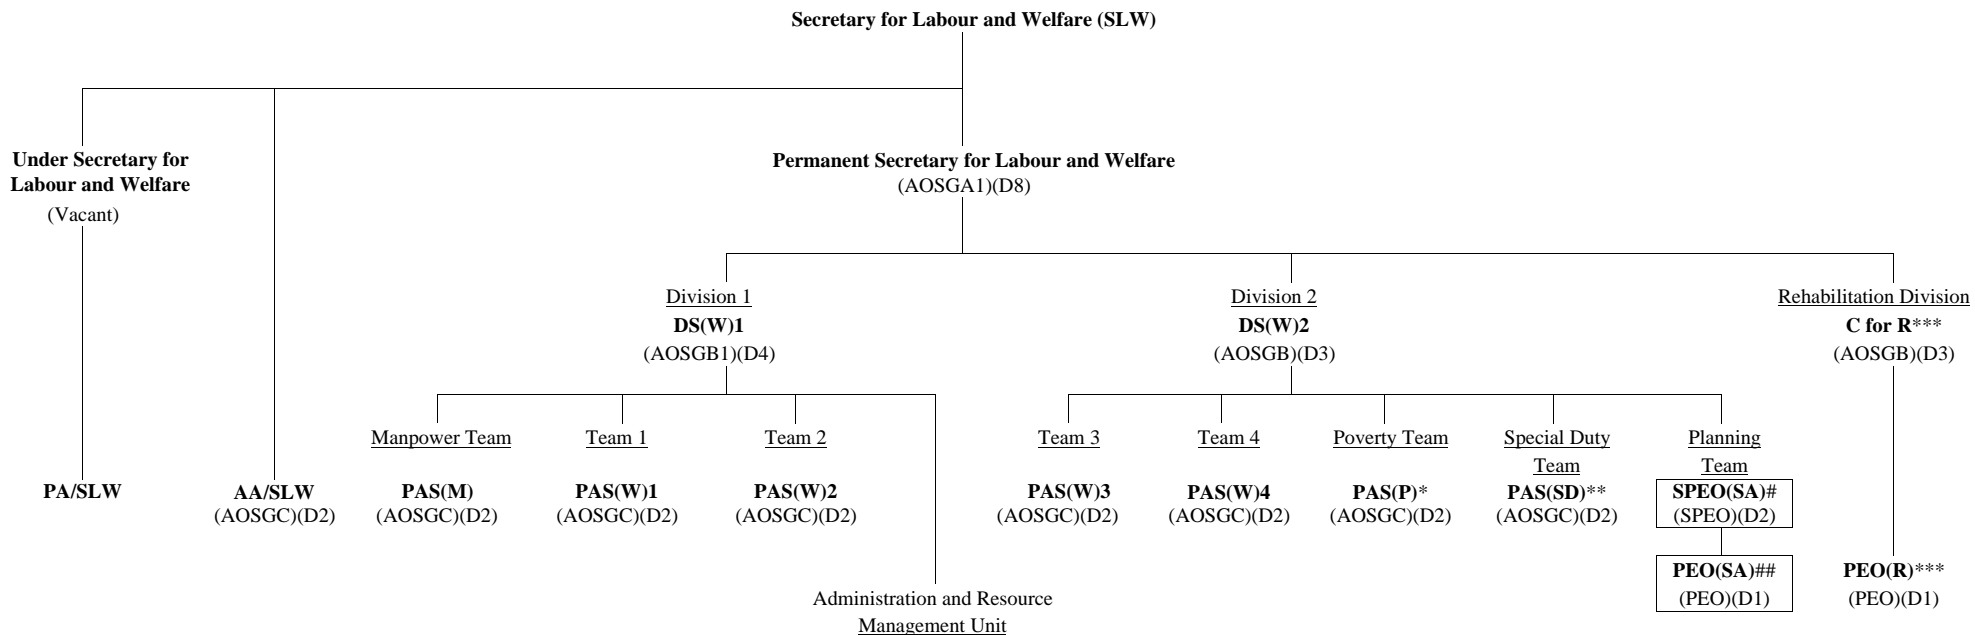 Secretary for Labour and Welfare (SLW)
Under Secretary for
Labour and Welfare
(Vacant)
Permanent Secretary for Labour and Welfare
(AOSGA1)(D8)
Division 1
DS(W)1
(AOSGB1)(D4)
Division 2
DS(W)2
(AOSGB)(D3)
Rehabilitation Division
C for R***
(AOSGB)(D3)
Manpower Team
Team 1
Team 2
Team 3
Team 4
Poverty Team
Special Duty
Team
Planning
Team
PA/SLW
AA/SLW
(AOSGC)(D2)
PAS(M)
(AOSGC)(D2)
PAS(W)1
(AOSGC)(D2)
PAS(W)2
(AOSGC)(D2)
PAS(W)3
(AOSGC)(D2)
PAS(W)4
(AOSGC)(D2)
PAS(P)*
(AOSGC)(D2)
PAS(SD)**
(AOSGC)(D2)
SPEO(SA)#
(SPEO)(D2)
PEO(SA)##
(PEO)(D1)
PEO(R)***
(PEO)(D1)
Administration and Resource
Management Unit